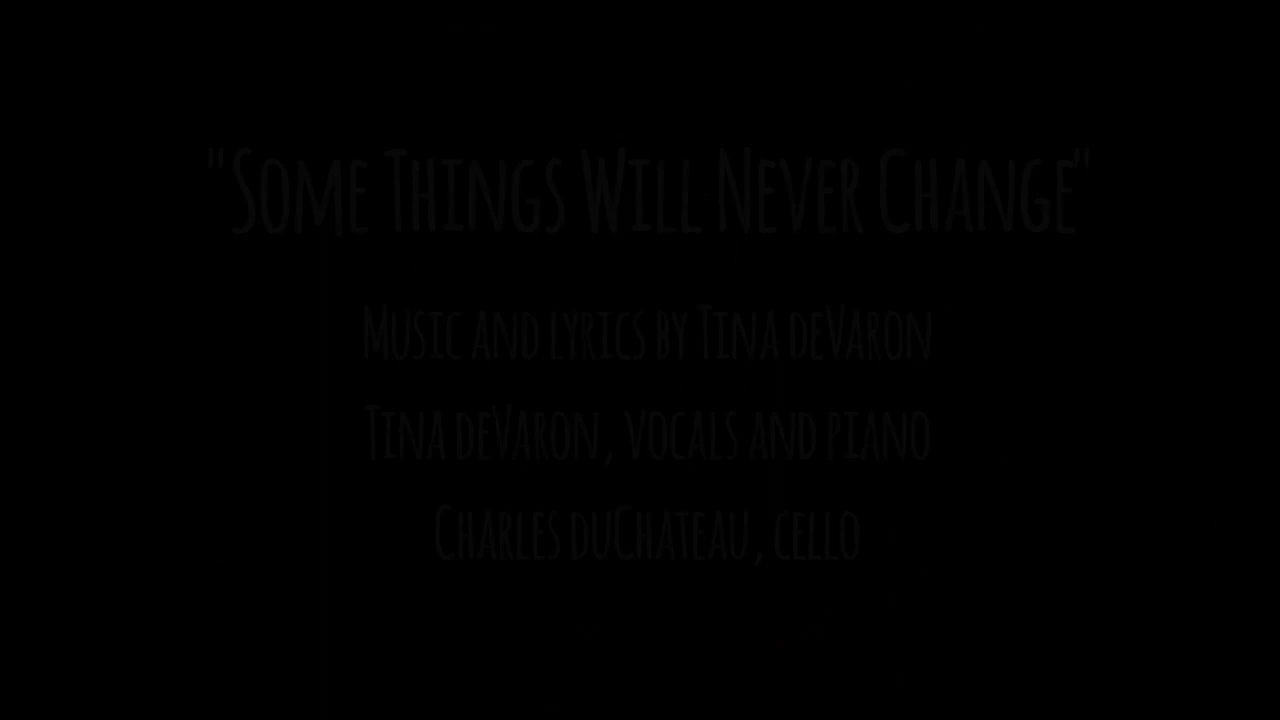 "Some Things Will Never Change"
Music and lyrics by Tina deVaron
Tina deVaron, vocals and piano
Charles duChateau, cello